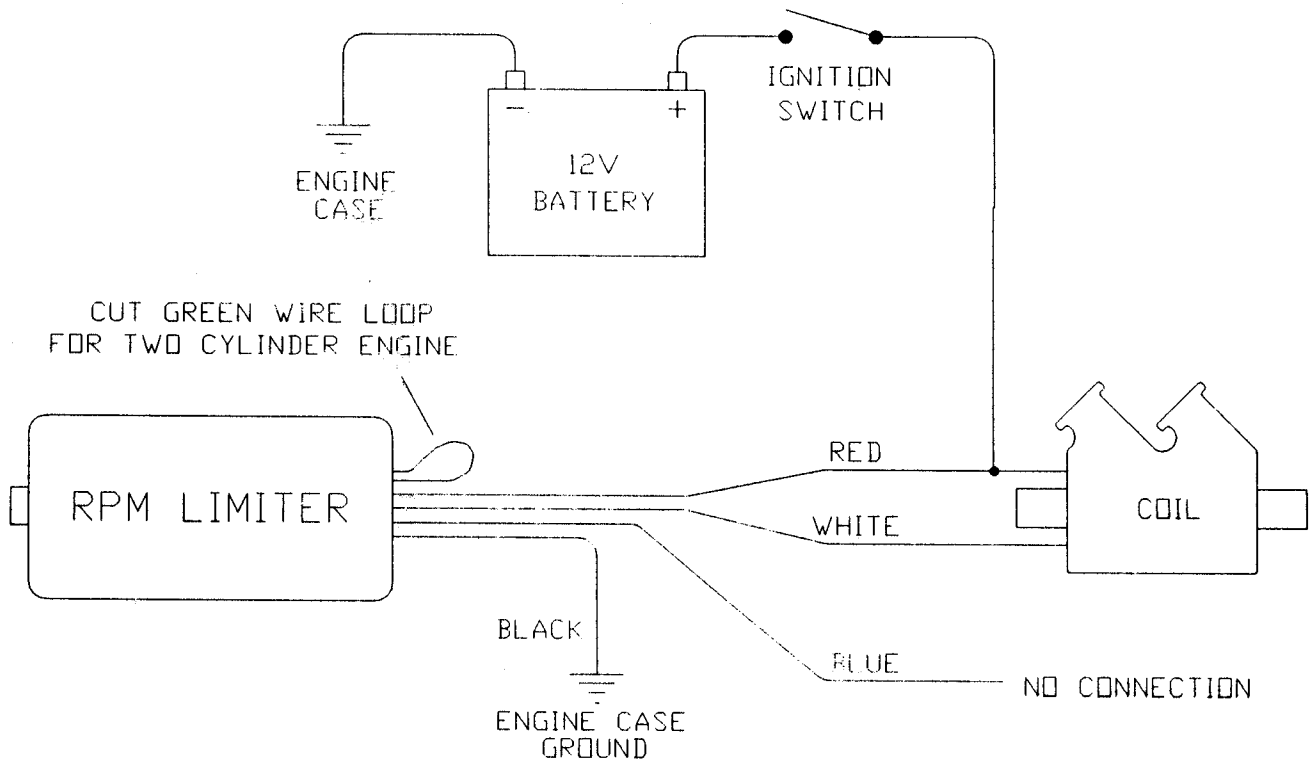 IGNITION
SWITCH
- +
12V
BATTERY
ENGINE
CASE
CUT GREEN WIRE LOOP
FOR TWO CYLINDER ENGINE
RPM LIMITER
RED
WHITE
COIL
BLACK
BLUE
NO CONNECTION
ENGINE CASE
GROUND